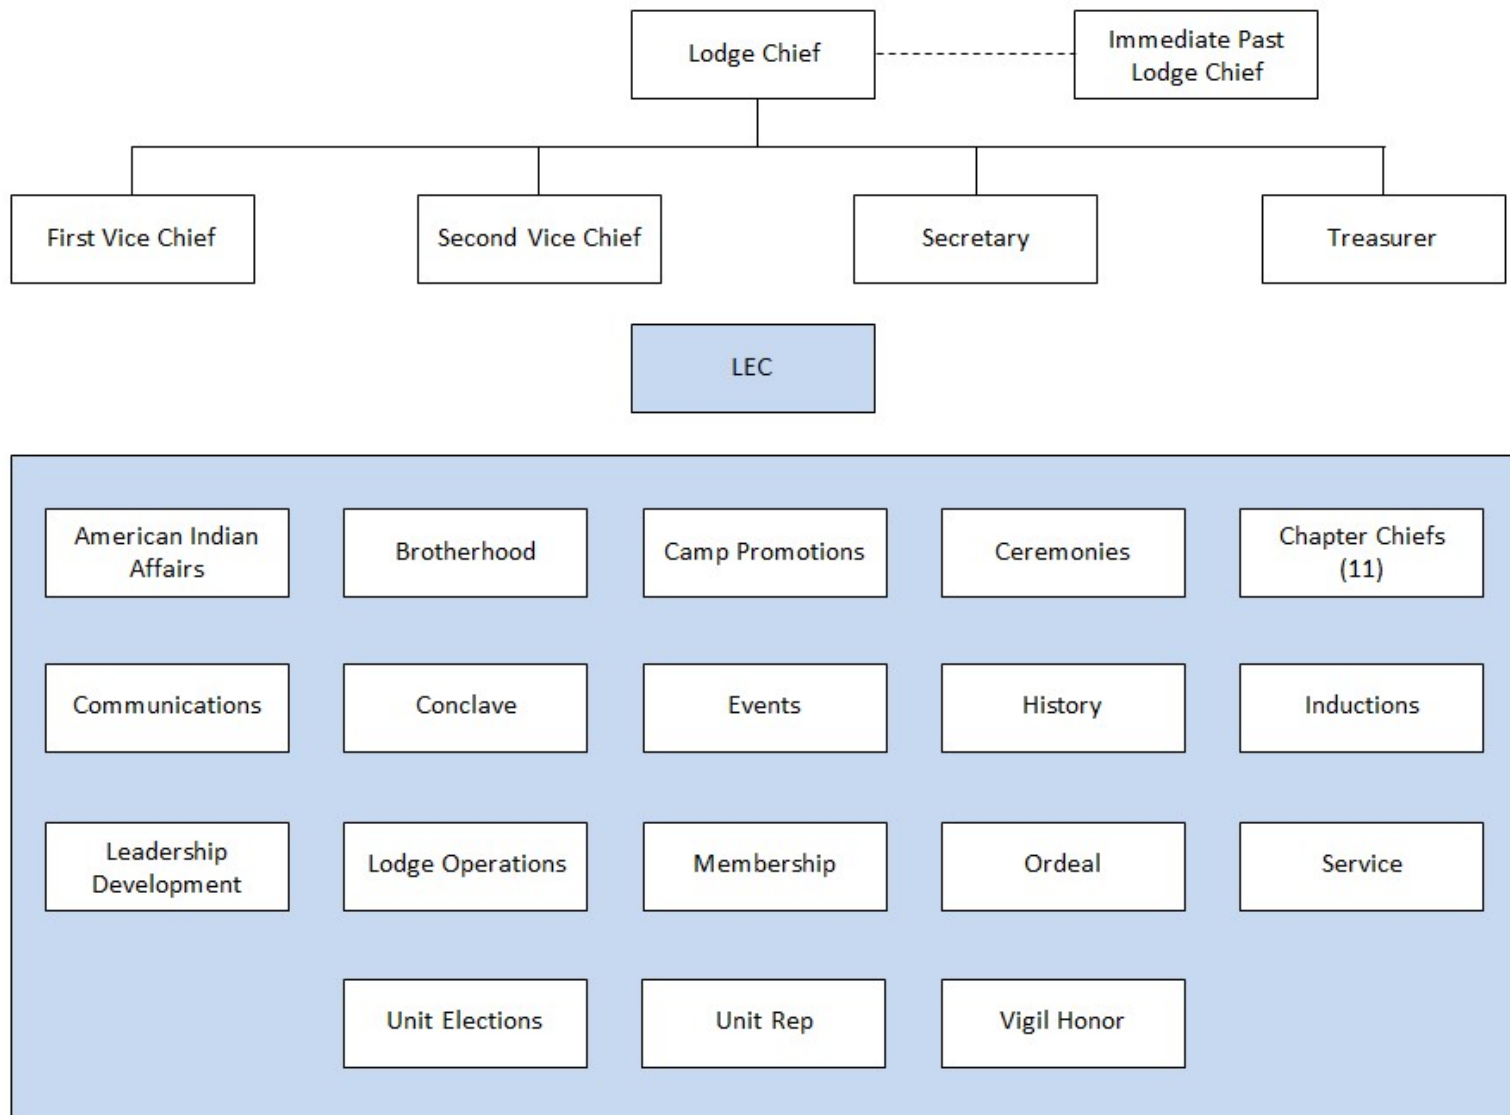 Lodge Chief
Immediate Past
Lodge Chief
First Vice Chief
Second Vice Chief
Secretary
Treasurer
LEC
American Indian
Affairs
Brotherhood
Camp Promotions
Ceremonies
Chapter Chiefs
(11)
Communications
Conclave
Events
History
Inductions
Leadership
Development
Lodge Operations
Membership
Ordeal
Service
Unit Elections
Unit Rep
Vigil Honor